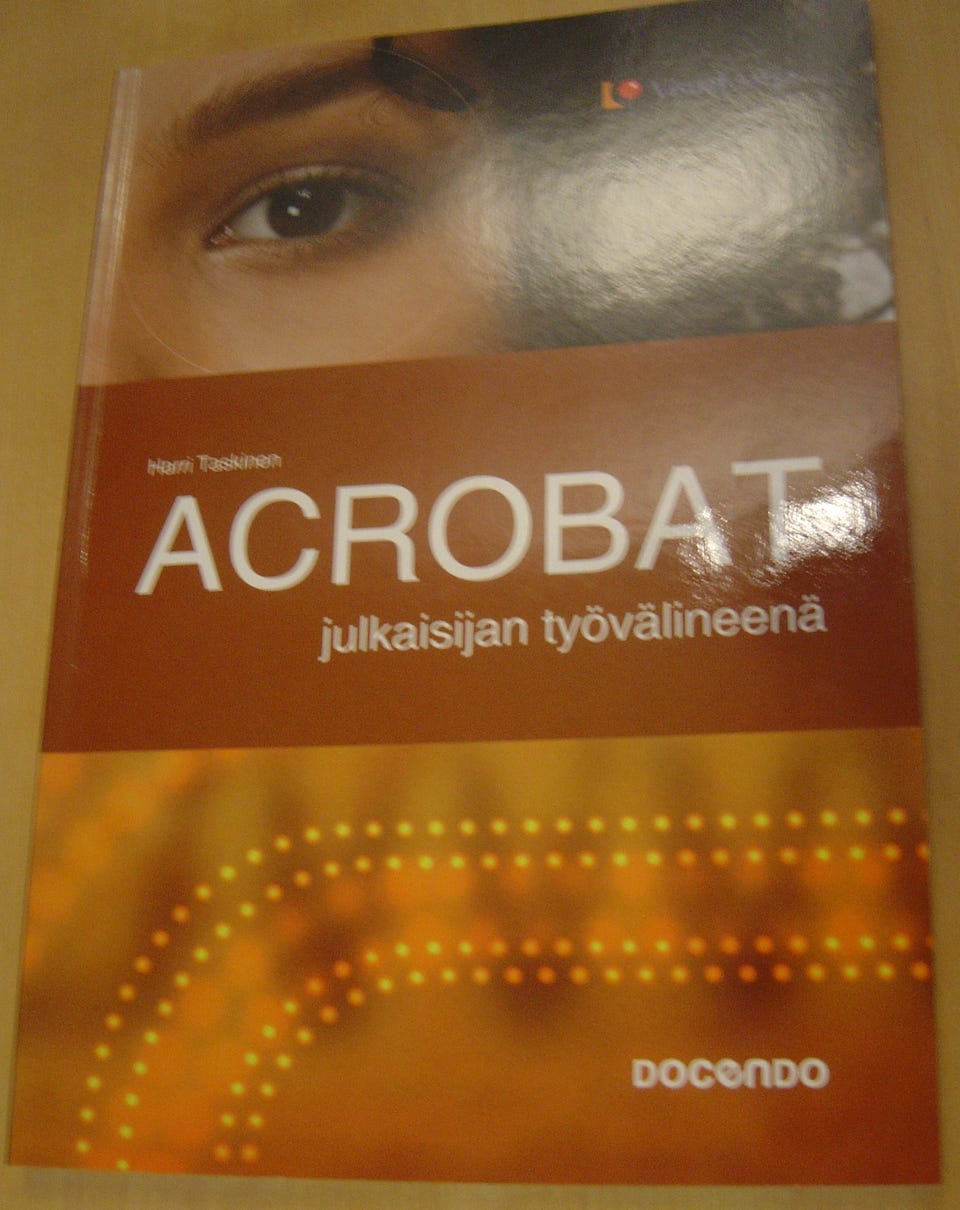 Harri Taskinen
ACROBAT
julkaisijan työvälineenä
DOCENDO